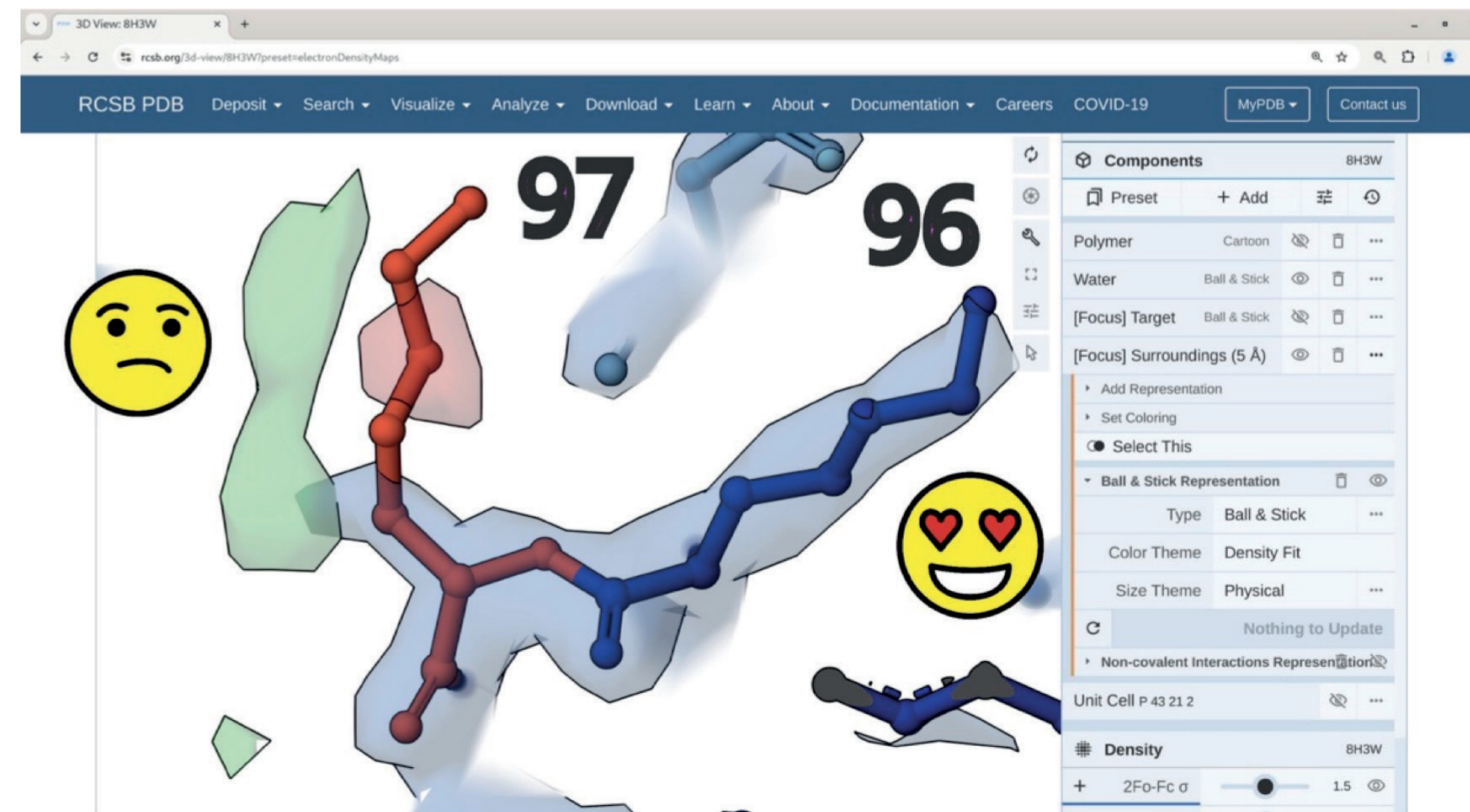 3D View: 8H3W
rcsb.org/3d-view/8H3W?preset=electronDensityMaps
RCSB PDB Deposit Search Visualize Analyze Download Learn About Documentation Careers COVID-19 MyPDB Contact us
97
96
Components 8H3W
Preset + Add
Polymer Cartoon
Water Ball & Stick
[Focus] Target Ball & Stick
[Focus] Surroundings (5 Å)
Add Representation
Set Coloring
Select This
Ball & Stick Representation
Type Ball & Stick
Color Theme Density Fit
Size Theme Physical
Nothing to Update
Non-covalent Interactions Representation
Unit Cell P 43 21 2
Density 8H3W
+ 2Fo-Fc σ 1.5